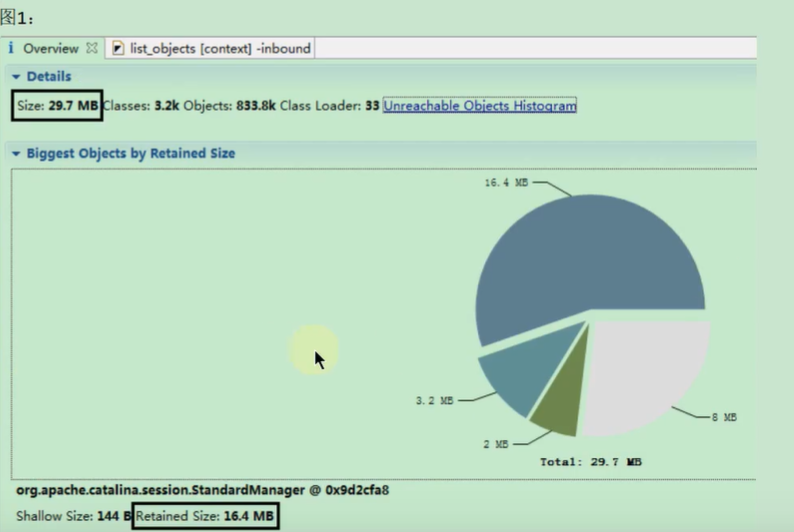 图1：
i Overview list_objects [context] -inbound
Details
Size: 29.7 MB Classes: 3.2k Objects: 833.8k Class Loader: 33 Unreachable Objects Histogram
Biggest Objects by Retained Size
16.4 MB
3.2 MB
8 MB
2 MB
Total: 29.7 MB
org.apache.catalina.session.StandardManager @ 0x9d2cfa8
Shallow Size: 144 B Retained Size: 16.4 MB